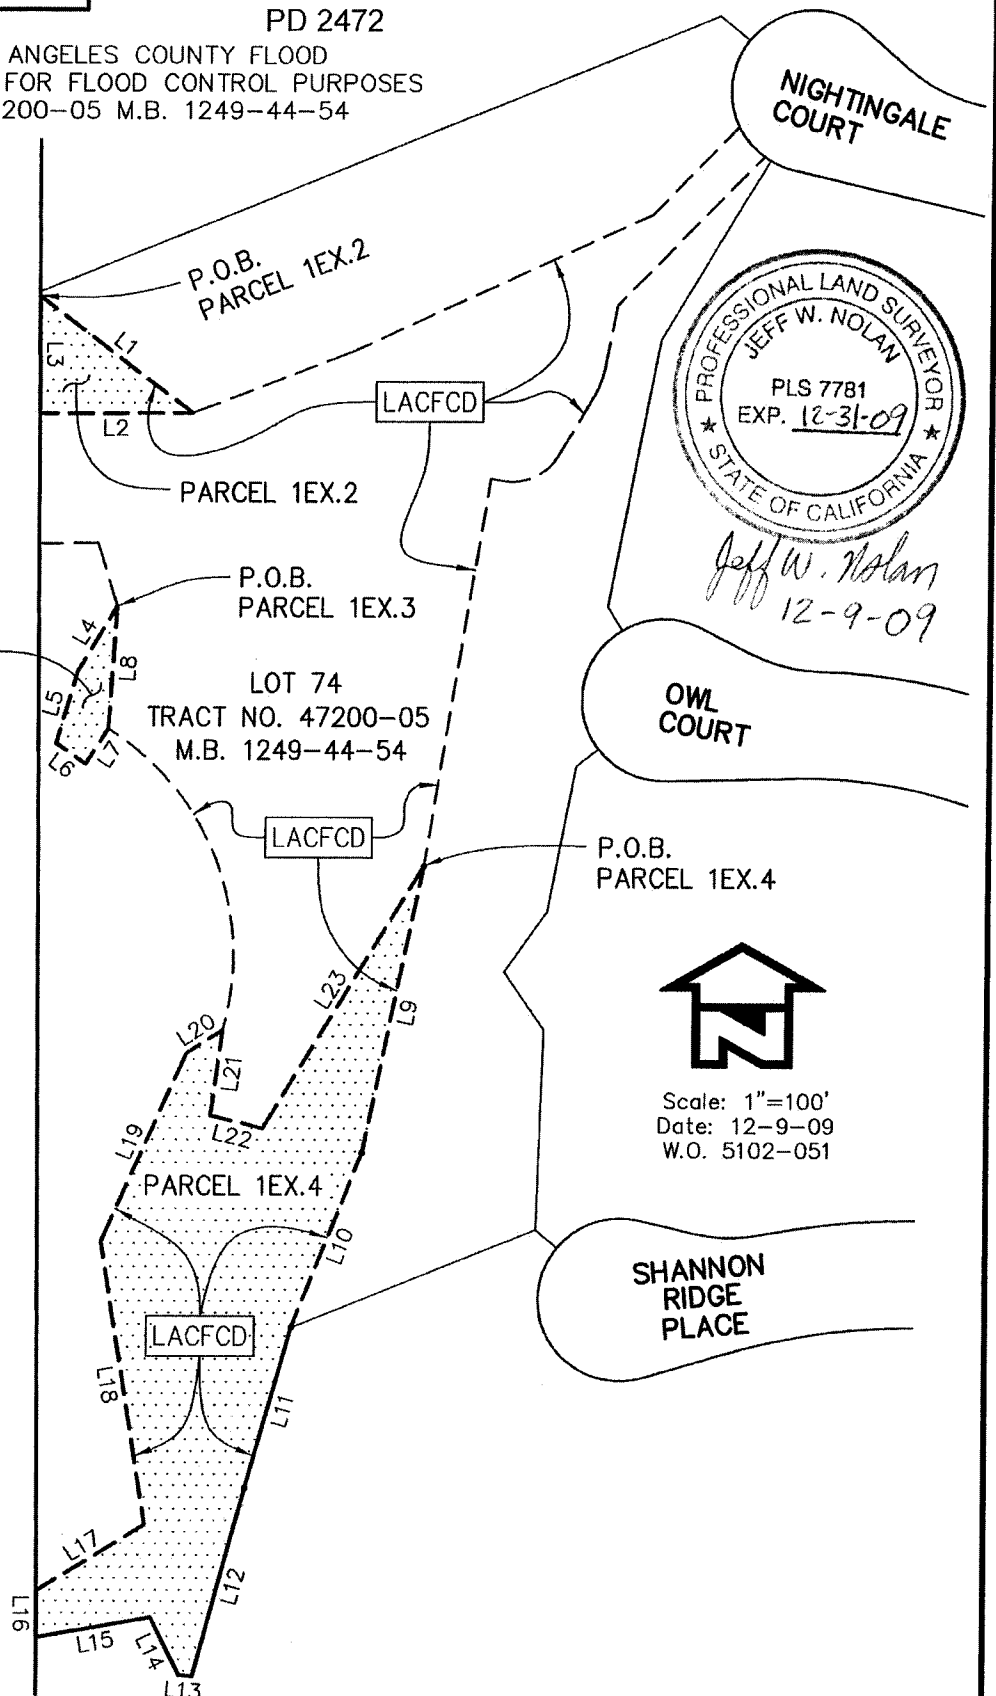 PD 2472
ANGELES COUNTY FLOOD
FOR FLOOD CONTROL PURPOSES
200-05 M.B. 1249-44-54
NIGHTINGALE
COURT
P.O.B.
PARCEL 1EX.2
L1
L3
L2
LACFCD
PARCEL 1EX.2
PROFESSIONAL LAND SURVEYOR
JEFF W. NOLAN
PLS 7781
EXP. 12-31-09
★ STATE OF CALIFORNIA ★
Jeff W. Nolan
12-9-09
P.O.B.
PARCEL 1EX.3
L4
L8
L5
L6
L7
LOT 74
TRACT NO. 47200-05
M.B. 1249-44-54
OWL
COURT
LACFCD
P.O.B.
PARCEL 1EX.4
L23
L9
L20
L21
L22
L19
N
Scale: 1"=100'
Date: 12-9-09
W.O. 5102-051
PARCEL 1EX.4
L10
SHANNON
RIDGE
PLACE
LACFCD
L18
L11
L17
L12
L16
L15
L14
L13